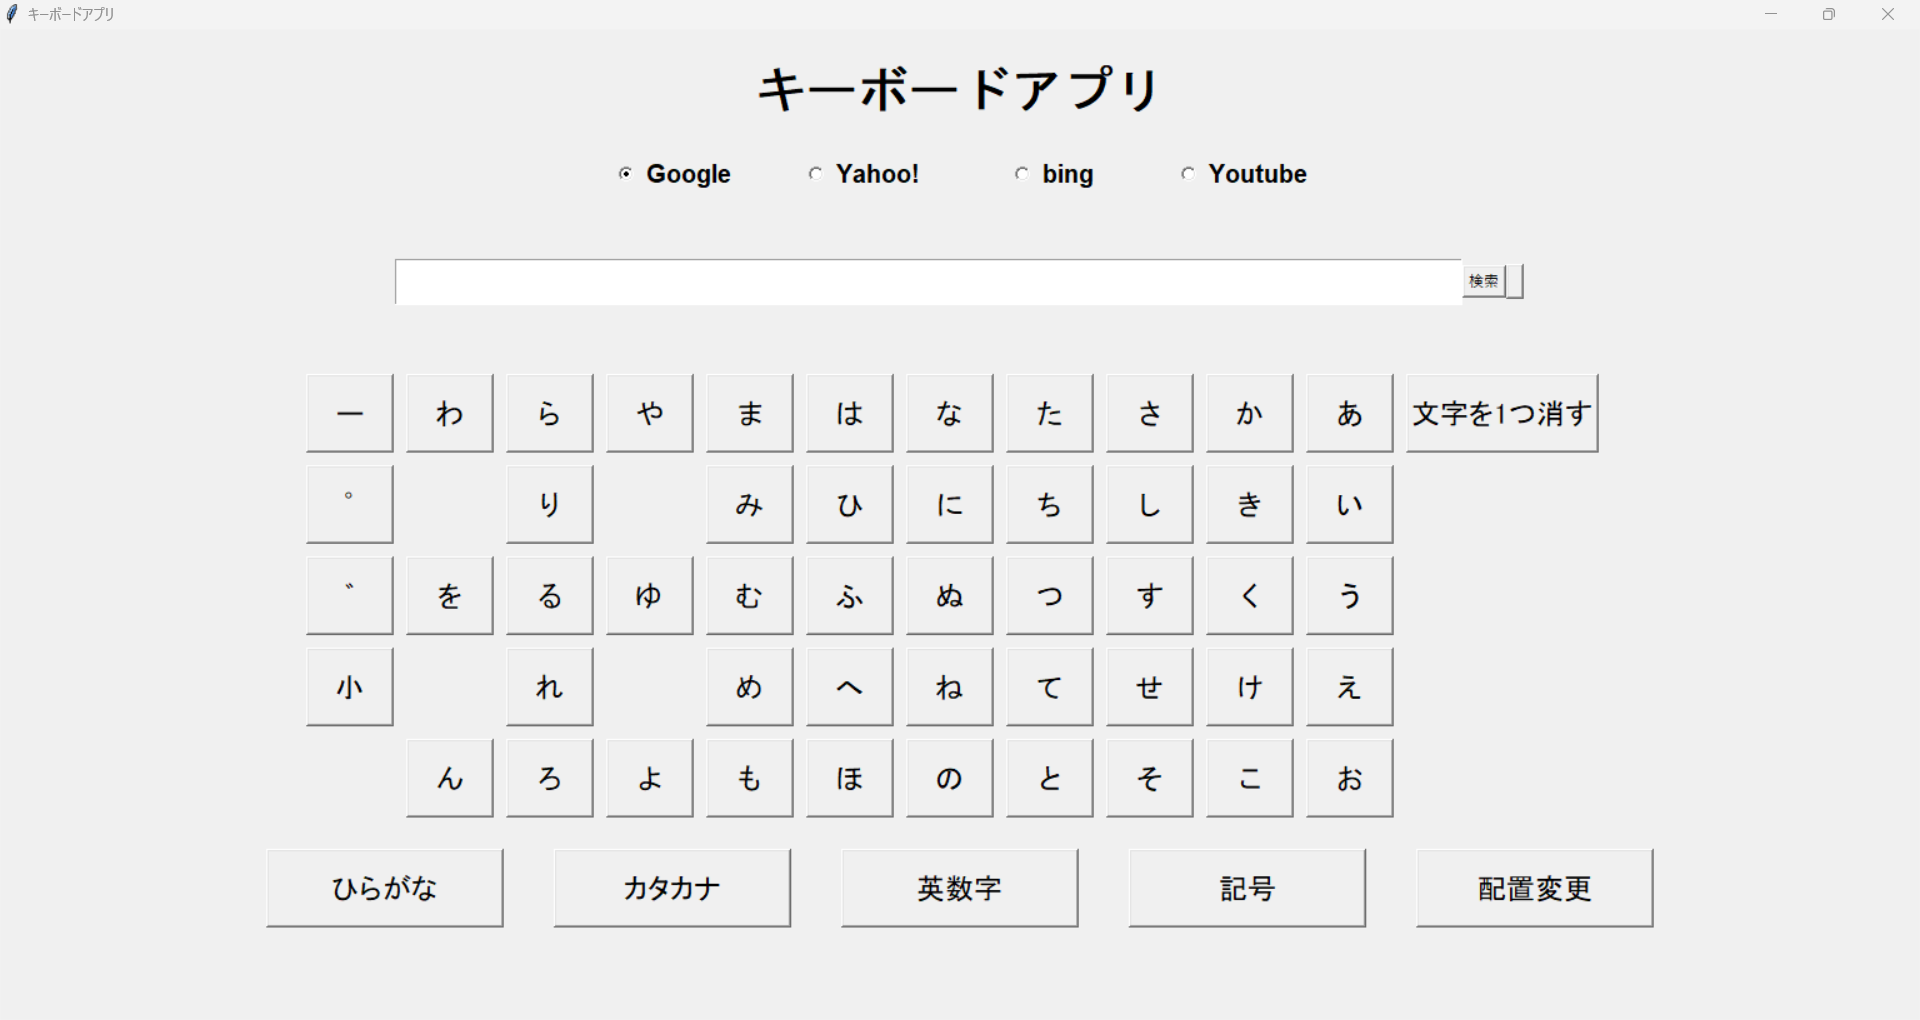 キーボードアプリ
キーボードアプリ
Google Yahoo! bing Youtube
検索
ー わ ら や ま は な た さ か あ 文字を1つ消す
゜ り み ひ に ち し き い
゛ を る ゆ む ふ ぬ つ す く う
小 れ め へ ね て せ け え
ん ろ よ も ほ の と そ こ お
ひらがな カタカナ 英数字 記号 配置変更